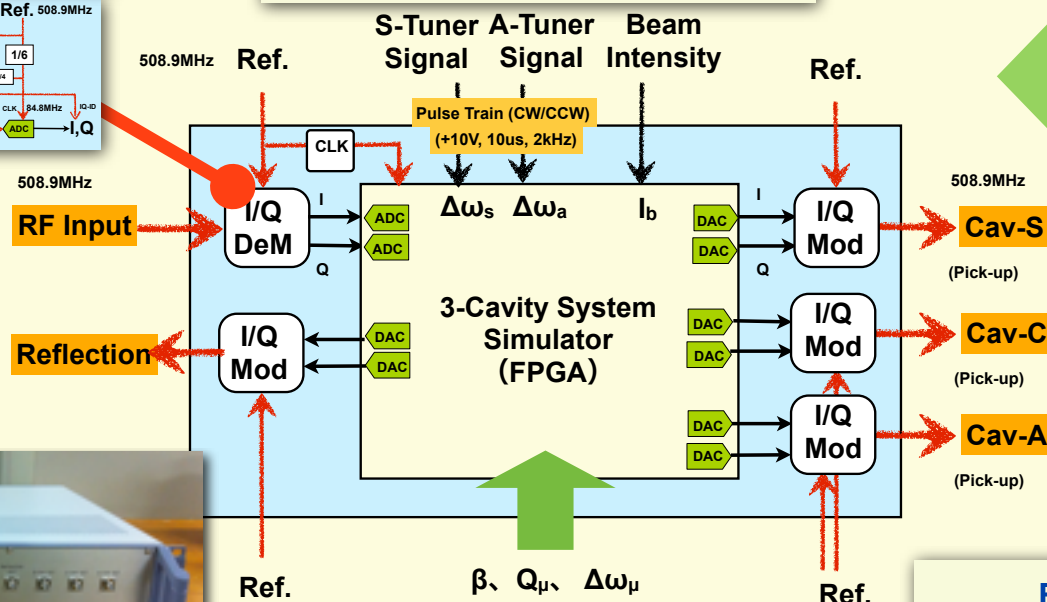 Ref. 508.9MHz
1/6
CLK 84.8MHz IQ-ID
ADC I,Q
S-Tuner Signal
A-Tuner Signal
Beam Intensity
508.9MHz Ref.
Ref.
Pulse Train (CW/CCW)
(+10V, 10us, 2kHz)
CLK
508.9MHz
RF Input
I/Q
DeM
I
Q
ADC
ADC
Δωs Δωa Ib
DAC
DAC
I
Q
I/Q
Mod
508.9MHz
Cav-S
(Pick-up)
3-Cavity System
Simulator
（FPGA）
Reflection
I/Q
Mod
DAC
DAC
DAC
DAC
I/Q
Mod
Cav-C
(Pick-up)
DAC
DAC
I/Q
Mod
Cav-A
(Pick-up)
Ref.
β、 Qμ、 Δωμ
Ref.